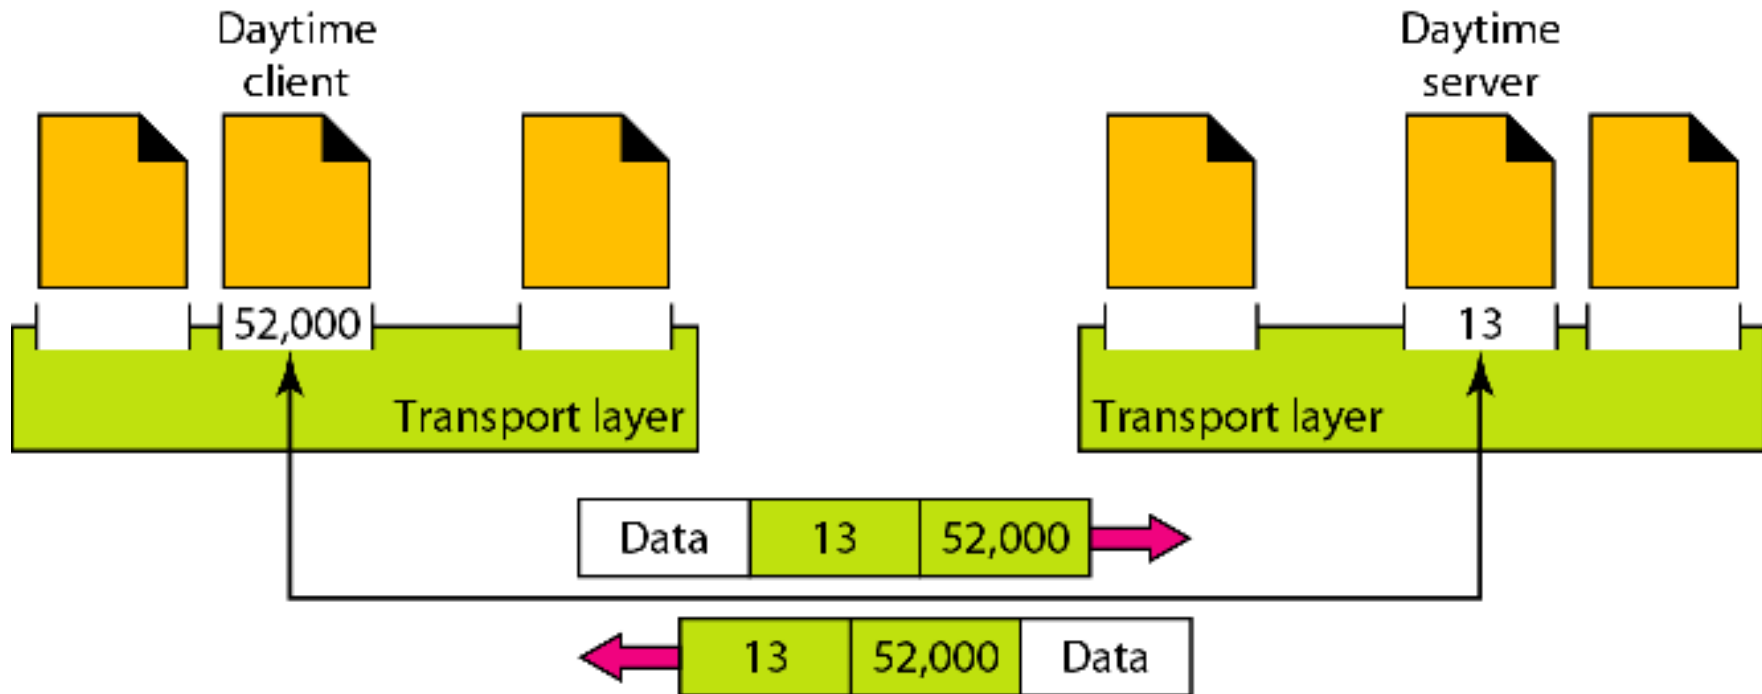 Daytime
client
Daytime
server
52,000
13
Transport layer
Transport layer
Data 13 52,000
13 52,000 Data